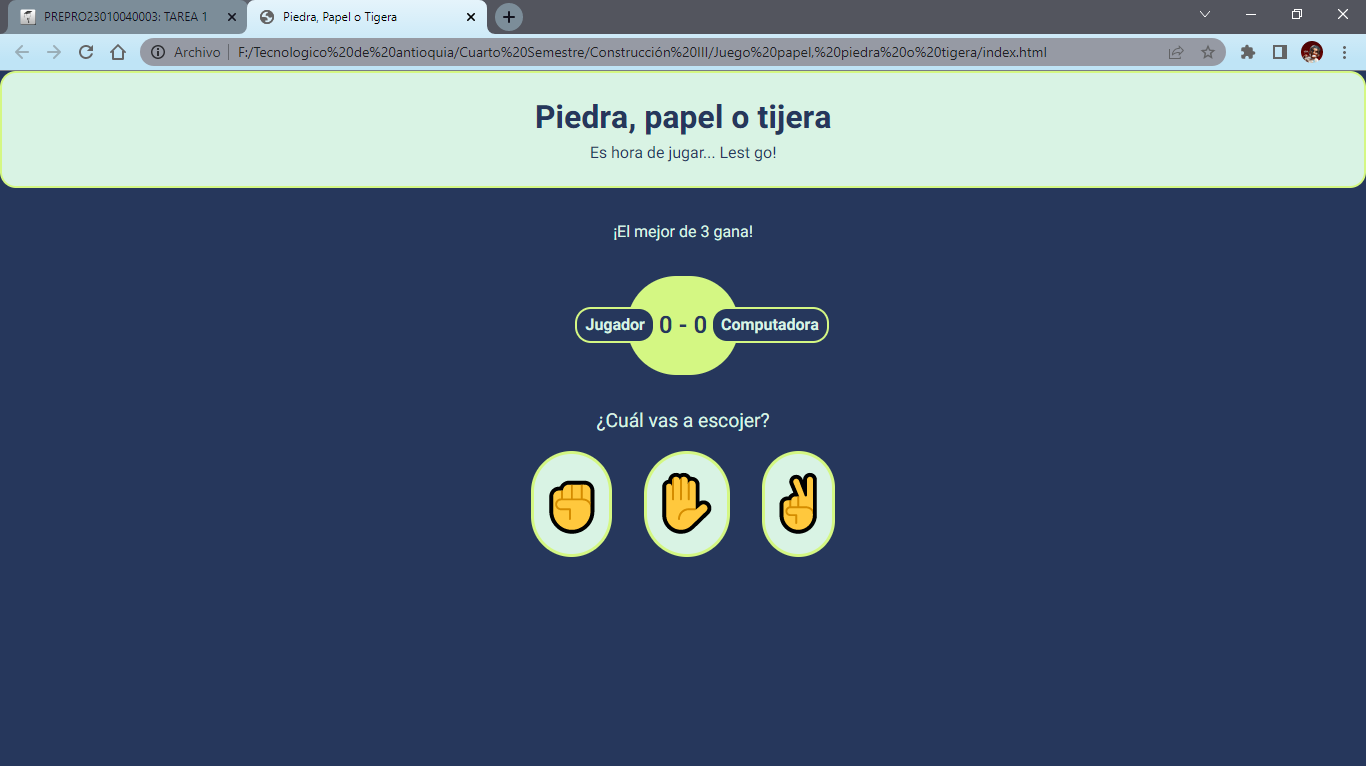 PREPRO23010040003: TAREA 1
Piedra, Papel o Tigera
Archivo
F:/Tecnologico%20de%20antioquia/Cuarto%20Semestre/Construcción%20III/Juego%20papel,%20piedra%20o%20tigera/index.html
Piedra, papel o tijera
Es hora de jugar... Lest go!
¡El mejor de 3 gana!
Jugador 0 - 0 Computadora
¿Cuál vas a escojer?